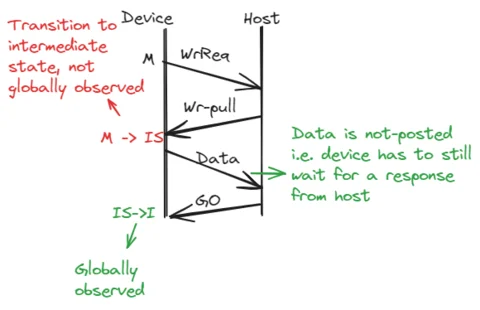 Device
Host
Transition to
intermediate
state, not
globally observed
M
WrReq
Wr-pull
M -> IS
Data
Data is not-posted
i.e. device has to still
wait for a response
from host
GO
IS->I
Globally
observed